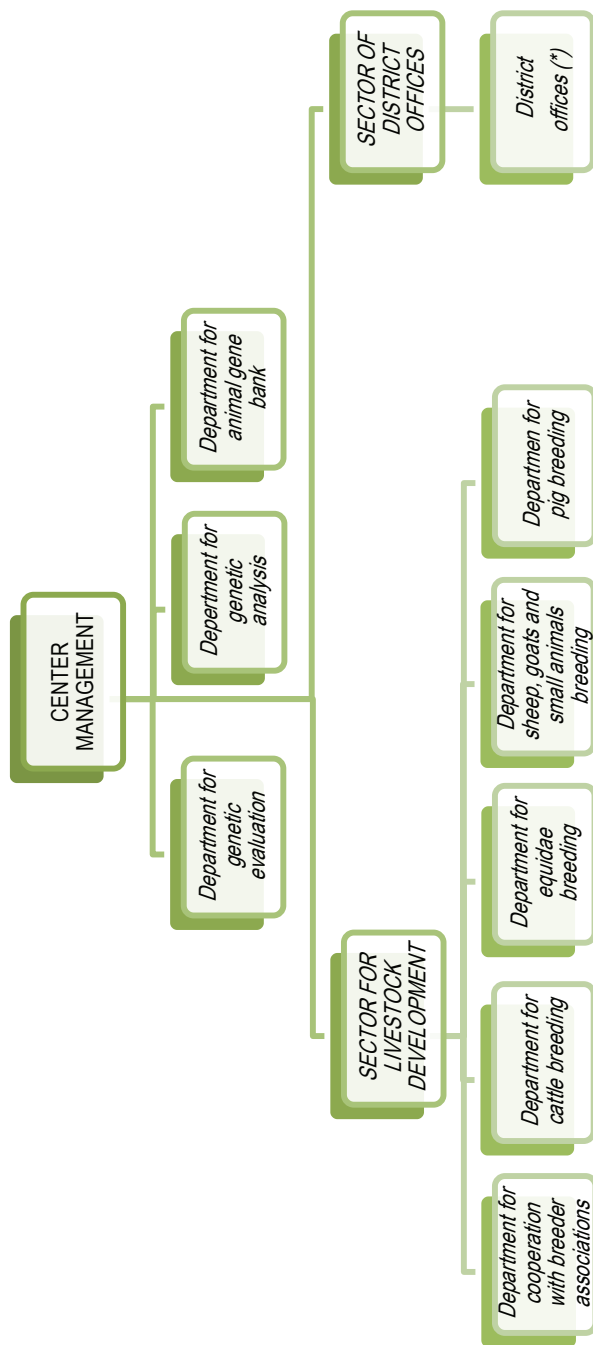 CENTER
MANAGEMENT
Department for
genetic
evaluation
Depertment for
genetic
analysis
Department for
animal gene
bank
SECTOR FOR
LIVESTOCK
DEVELOPMENT
SECTOR OF
DISTRICT
OFFICES
Department for
cooperation
with breeder
associations
Department for
cattle breeding
Department for
equidae
breeding
Department for
sheep, goats and
small animals
breeding
Departmen for
pig breeding
District
offices (*)